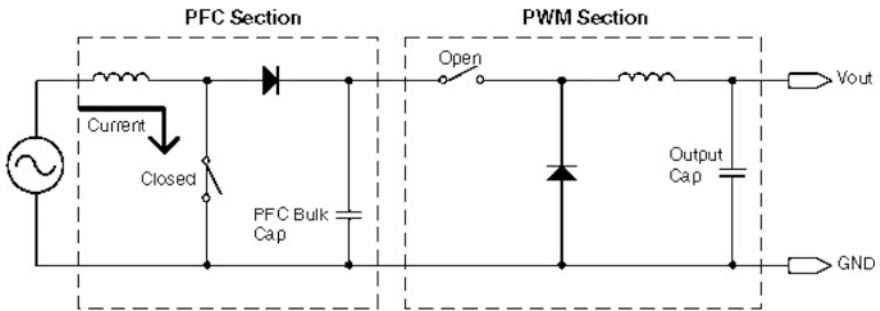 PFC Section
PWM Section
Open
Vout
Current
Closed
Output
Cap
PFC Bulk
Cap
GND